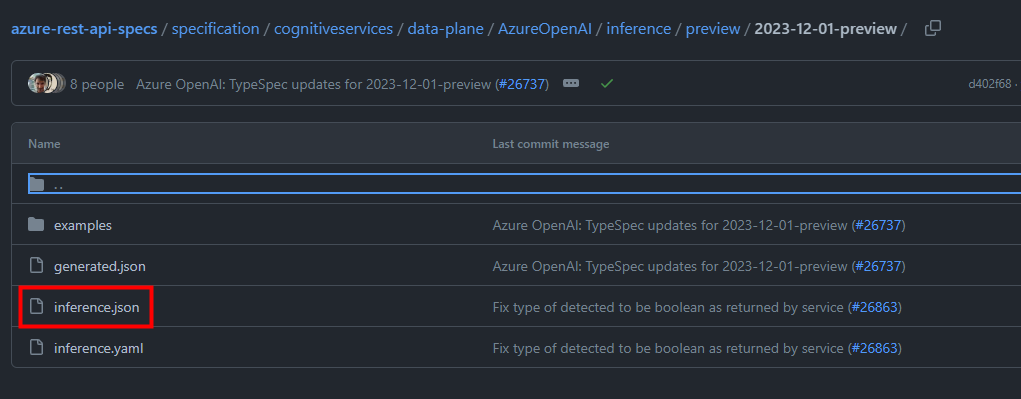 azure-rest-api-specs / specification / cognitiveservices / data-plane / AzureOpenAI / inference / preview / 2023-12-01-preview /
8 people Azure OpenAI: TypeSpec updates for 2023-12-01-preview (#26737) d402f68 ·
Name Last commit message
..
examples Azure OpenAI: TypeSpec updates for 2023-12-01-preview (#26737)
generated.json Azure OpenAI: TypeSpec updates for 2023-12-01-preview (#26737)
inference.json Fix type of detected to be boolean as returned by service (#26863)
inference.yaml Fix type of detected to be boolean as returned by service (#26863)